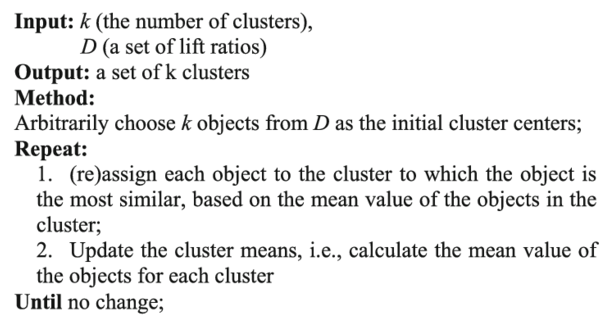 Input: k (the number of clusters),
D (a set of lift ratios)
Output: a set of k clusters
Method:
Arbitrarily choose k objects from D as the initial cluster centers;
Repeat:
1. (re)assign each object to the cluster to which the object is
the most similar, based on the mean value of the objects in the
cluster;
2. Update the cluster means, i.e., calculate the mean value of
the objects for each cluster
Until no change;